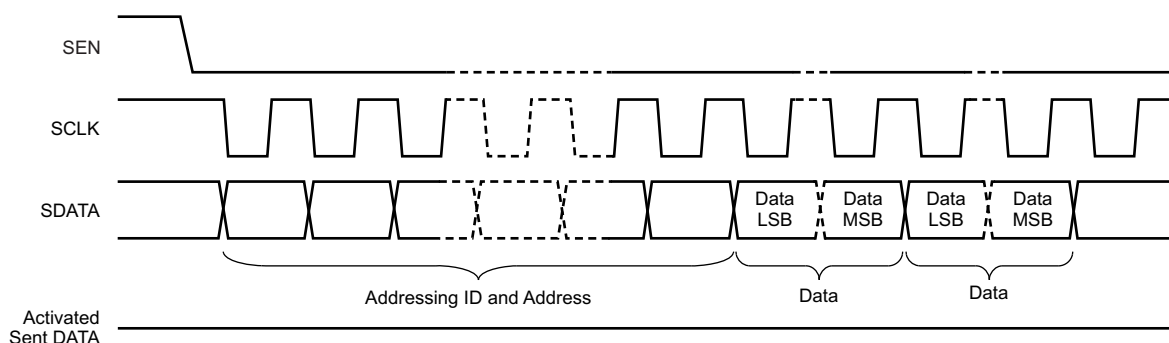 SEN
SCLK
SDATA
Data
LSB
Data
MSB
Data
LSB
Data
MSB
Addressing ID and Address
Data
Data
Activated
Sent DATA